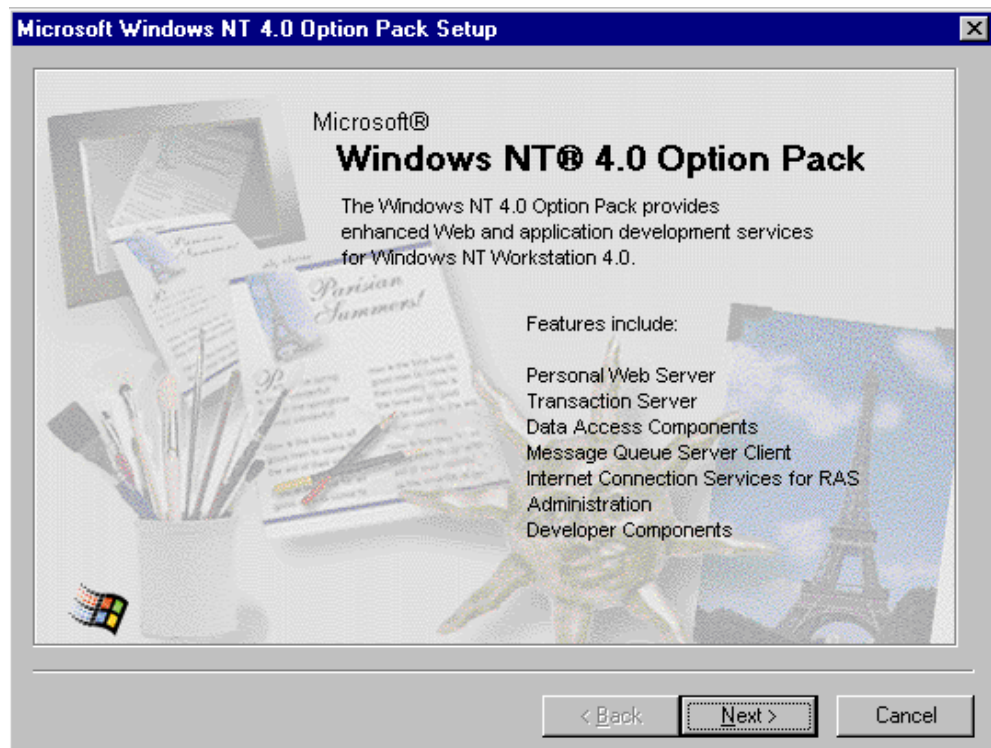 Microsoft Windows NT 4.0 Option Pack Setup
Microsoft®
Windows NT® 4.0 Option Pack
The Windows NT 4.0 Option Pack provides
enhanced Web and application development services
for Windows NT Workstation 4.0.
Parisian
Summers!
Features include:
Personal Web Server
Transaction Server
Data Access Components
Message Queue Server Client
Internet Connection Services for RAS
Administration
Developer Components
< Back
Next >
Cancel